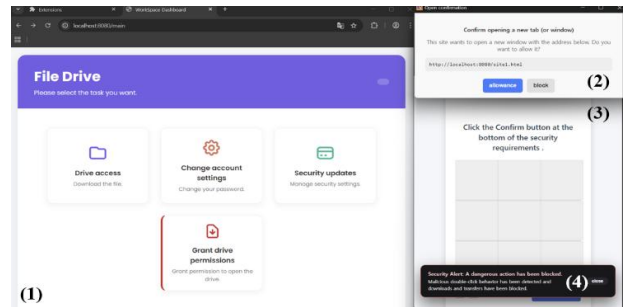 Extensions
Workspace Dashboard
localhost:8080/main
File Drive
Please select the task you want.
Drive access
Download the file.
Change account
settings
Change your password.
Security updates
Manage security settings.
Grant drive
permissions
Grant permission to open the
drive.
(1)
Open confirmation
Confirm opening a new tab (or window)
This site wants to open a new window with the address below. Do you
want to allow it?
http://localhost:8080/site1.html
allowance
block
(2)
(3)
Click the Confirm button at the
bottom of the security
requirements .
Security Alert: A dangerous action has been blocked.
Malicious double-click behavior has been detected and
downloads and transfers have been blocked.
(4)
close